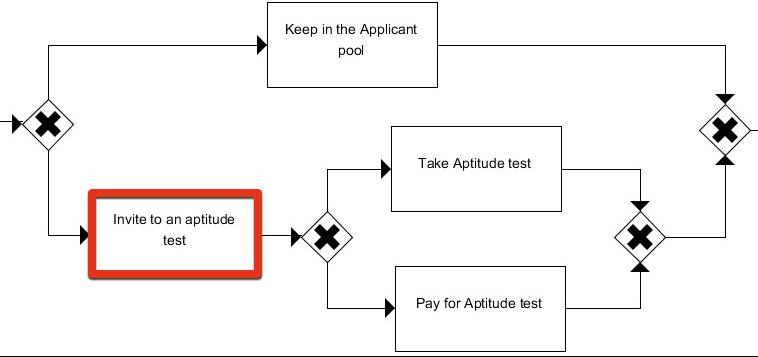 Keep in the Applicant
pool
Take Aptitude test
Invite to an aptitude
test
Pay for Aptitude test